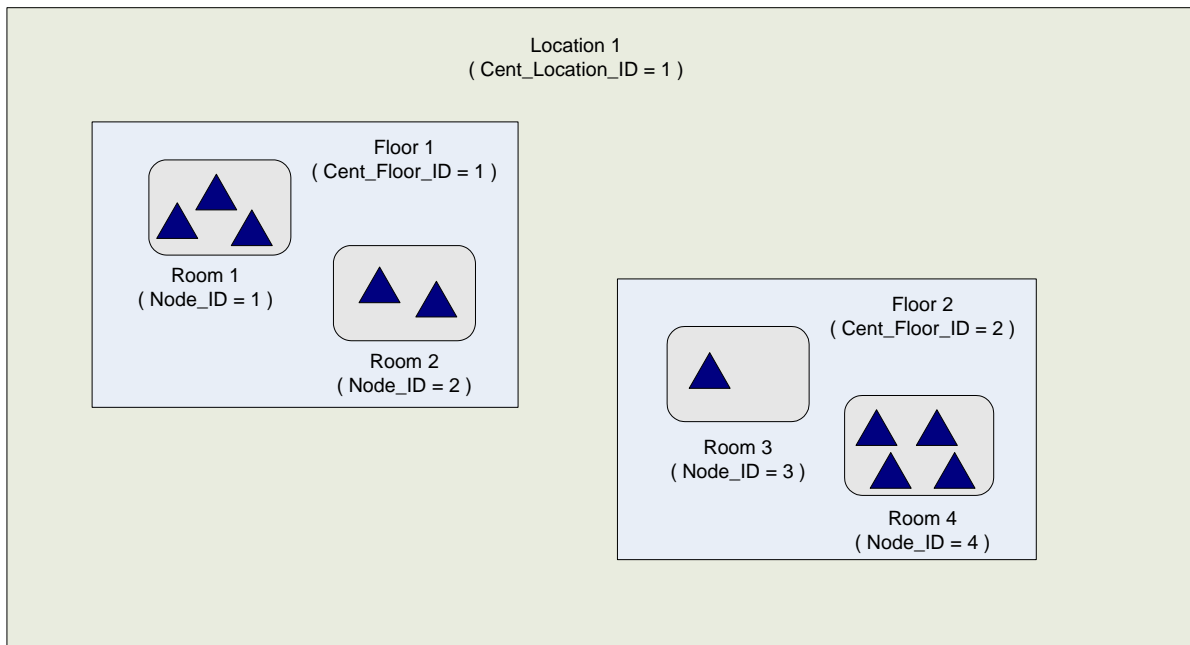 Location 1
( Cent_Location_ID = 1 )
Floor 1
( Cent_Floor_ID = 1 )
Room 1
( Node_ID = 1 )
Room 2
( Node_ID = 2 )
Floor 2
( Cent_Floor_ID = 2 )
Room 3
( Node_ID = 3 )
Room 4
( Node_ID = 4 )